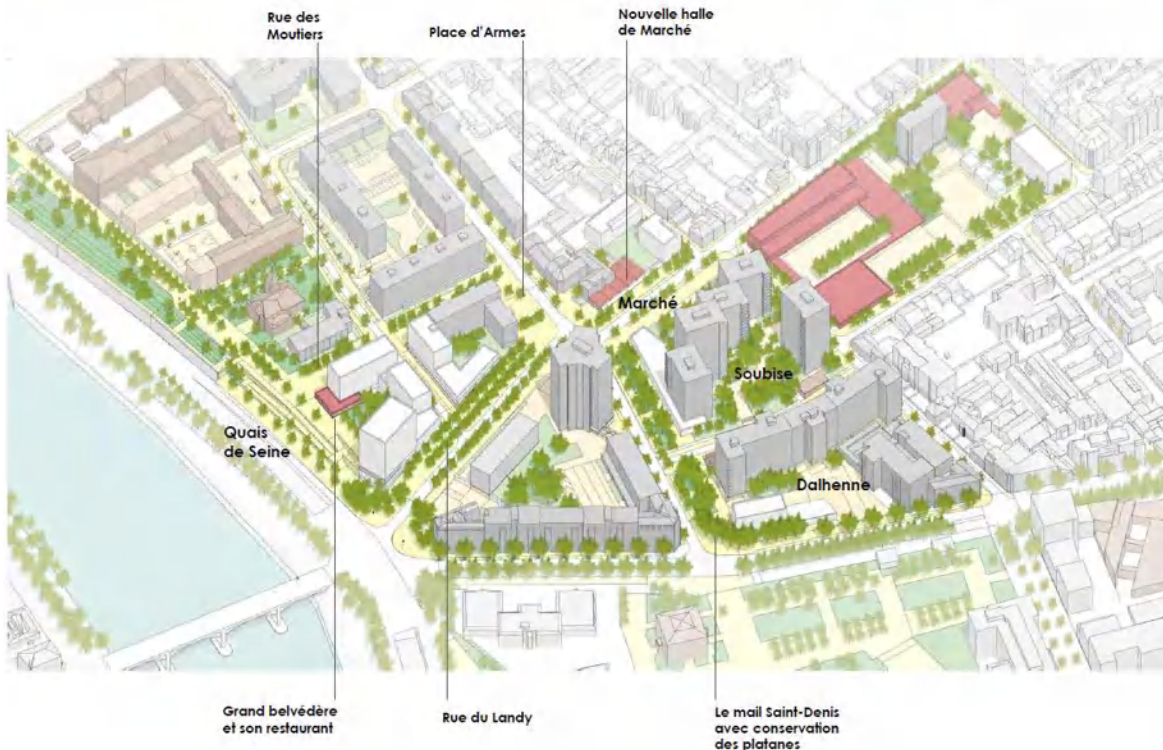 Rue des
Moutiers
Place d'Armes
Nouvelle halle
de Marché
Marché
Soubise
Quais
de Seine
Dalhenne
Grand belvédère
et son restaurant
Rue du Landy
Le mail Saint-Denis
avec conservation
des platanes